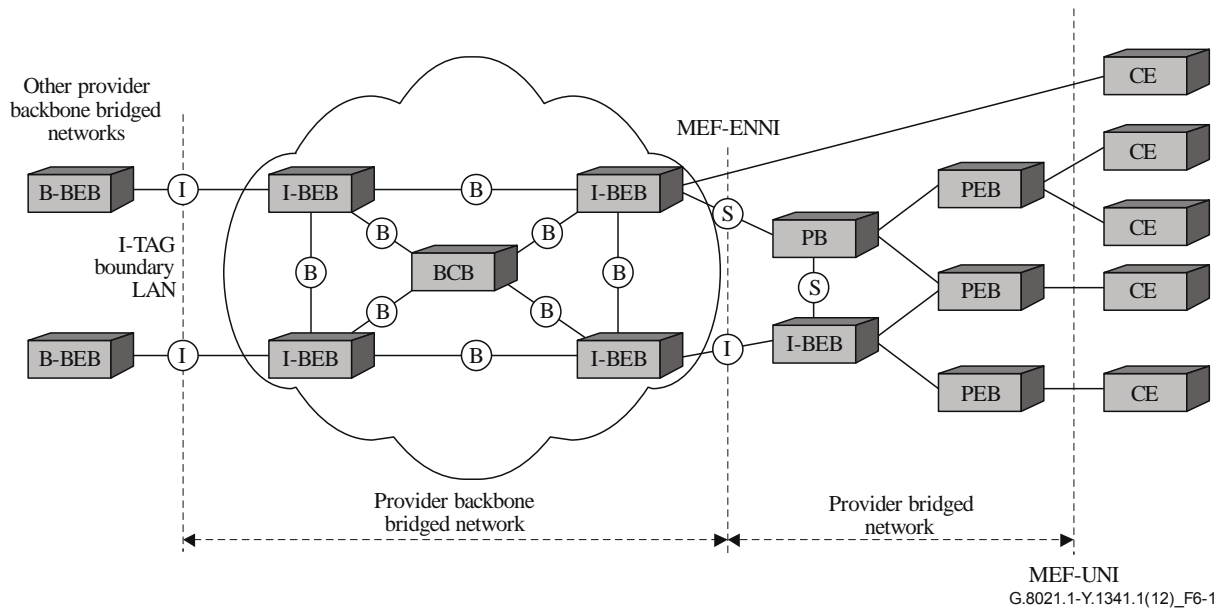 CE
Other provider
backbone bridged
networks
MEF-ENNI
CE
B-BEB
I
I-BEB
B
I-BEB
PEB
S
CE
B
B
PB
I-TAG
boundary
LAN
B
BCB
B
S
PEB
CE
B
B
B-BEB
I
I-BEB
B
I-BEB
I
I-BEB
PEB
CE
Provider backbone
bridged network
Provider bridged
network
MEF-UNI
G.8021.1-Y.1341.1(12)_F6-1